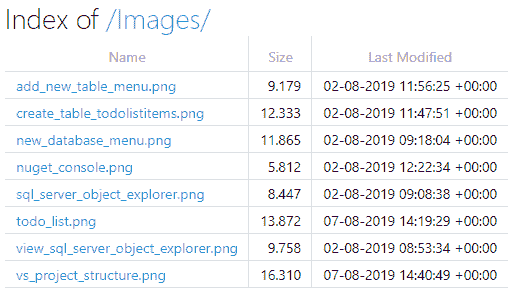 Index of /Images/
Name Size Last Modified
add_new_table_menu.png 9.179 02-08-2019 11:56:25 +00:00
create_table_todolistitems.png 12.333 02-08-2019 11:47:51 +00:00
new_database_menu.png 11.865 02-08-2019 09:18:04 +00:00
nuget_console.png 5.812 02-08-2019 12:22:34 +00:00
sql_server_object_explorer.png 8.447 02-08-2019 09:08:38 +00:00
todo_list.png 13.872 07-08-2019 14:19:29 +00:00
view_sql_server_object_explorer.png 9.758 02-08-2019 08:53:34 +00:00
vs_project_structure.png 16.310 07-08-2019 14:40:49 +00:00